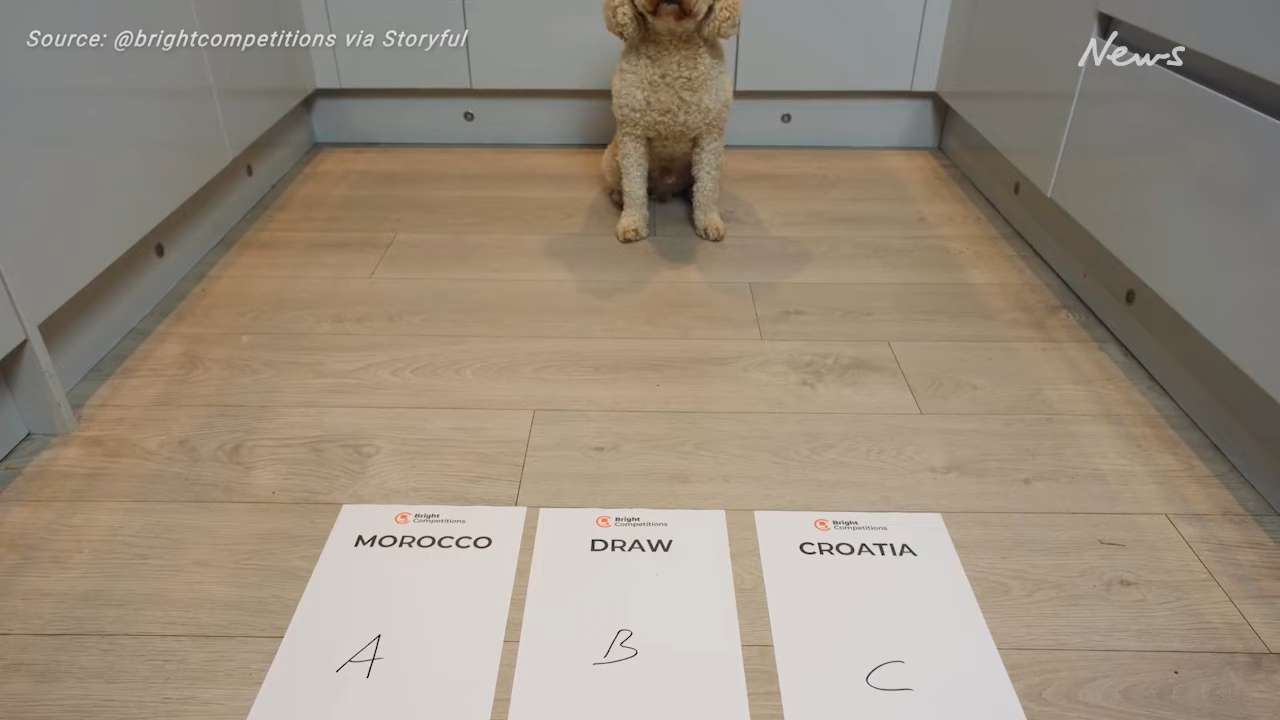 Source: @brightcompetitions via Storyful
News
Bright
Competitions
MOROCCO
A
Bright
Competitions
DRAW
B
Bright
Competitions
CROATIA
C